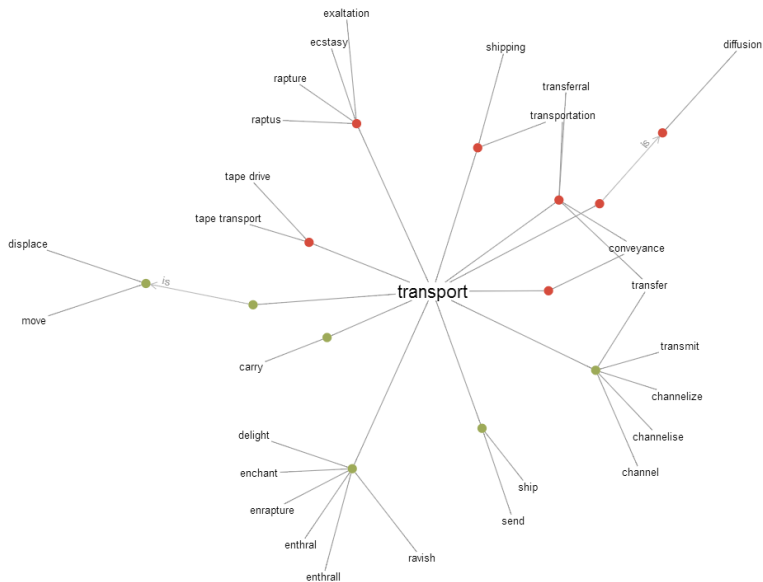 exaltation
ecstasy
shipping
diffusion
rapture
transferral
raptus
transportation
is
tape drive
tape transport
displace
conveyance
is
transfer
transport
move
transmit
carry
channelize
delight
channelise
enchant
channel
ship
enrapture
send
enthral
ravish
enthrall